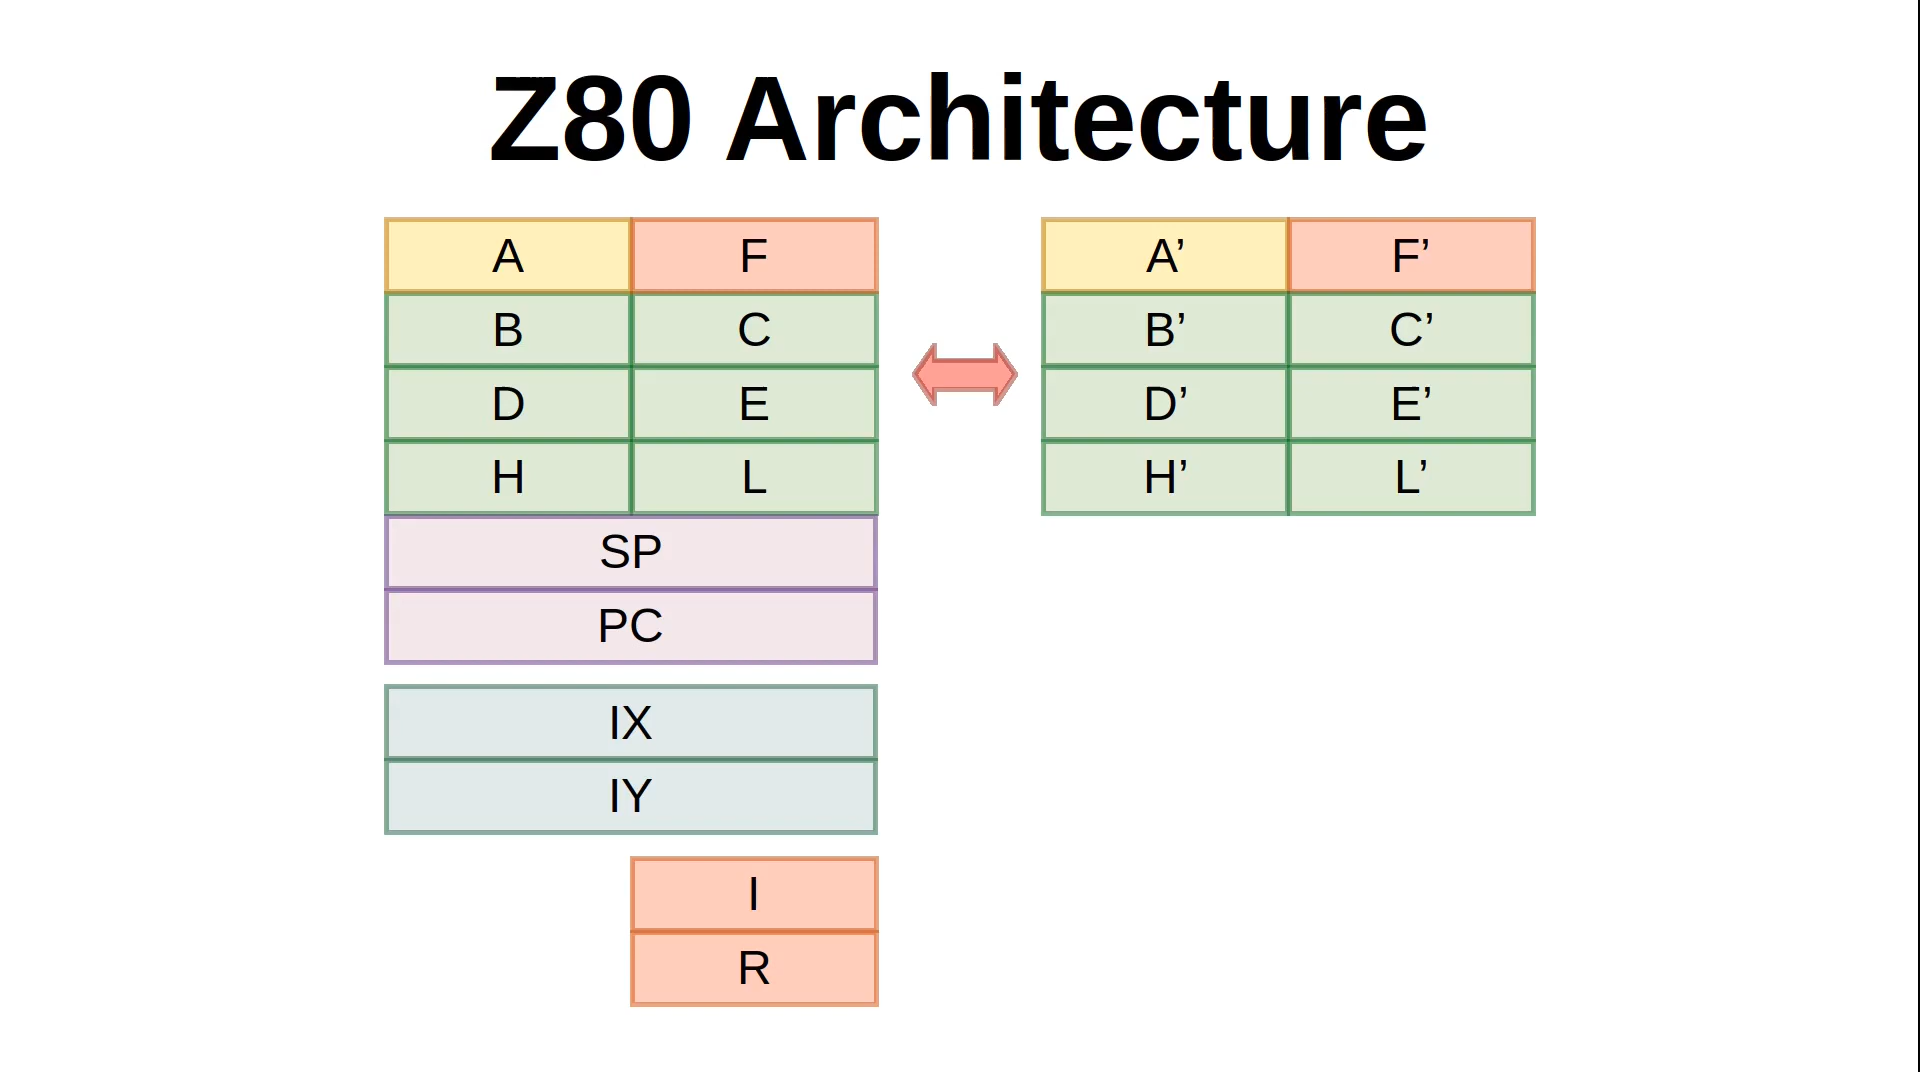 Z80 Architecture
A F A’ F’
B C B’ C’
D E D’ E’
H L H’ L’
SP
PC
IX
IY
I
R